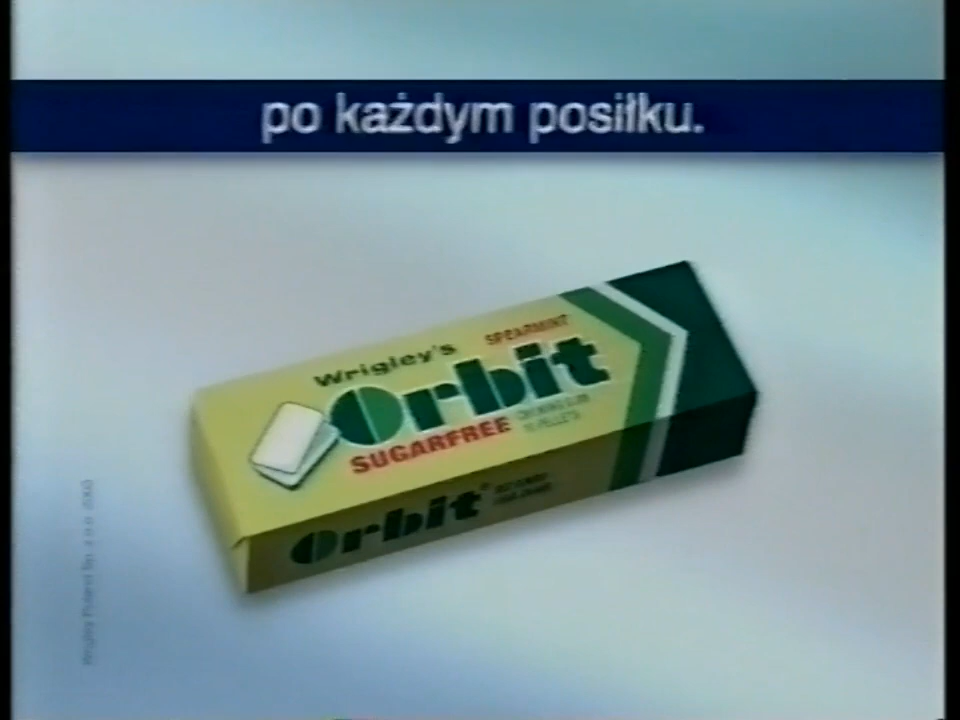 po każdym posiłku.
SPEARMINT
Wrigley's
Orbit
SUGARFREE
Orbit